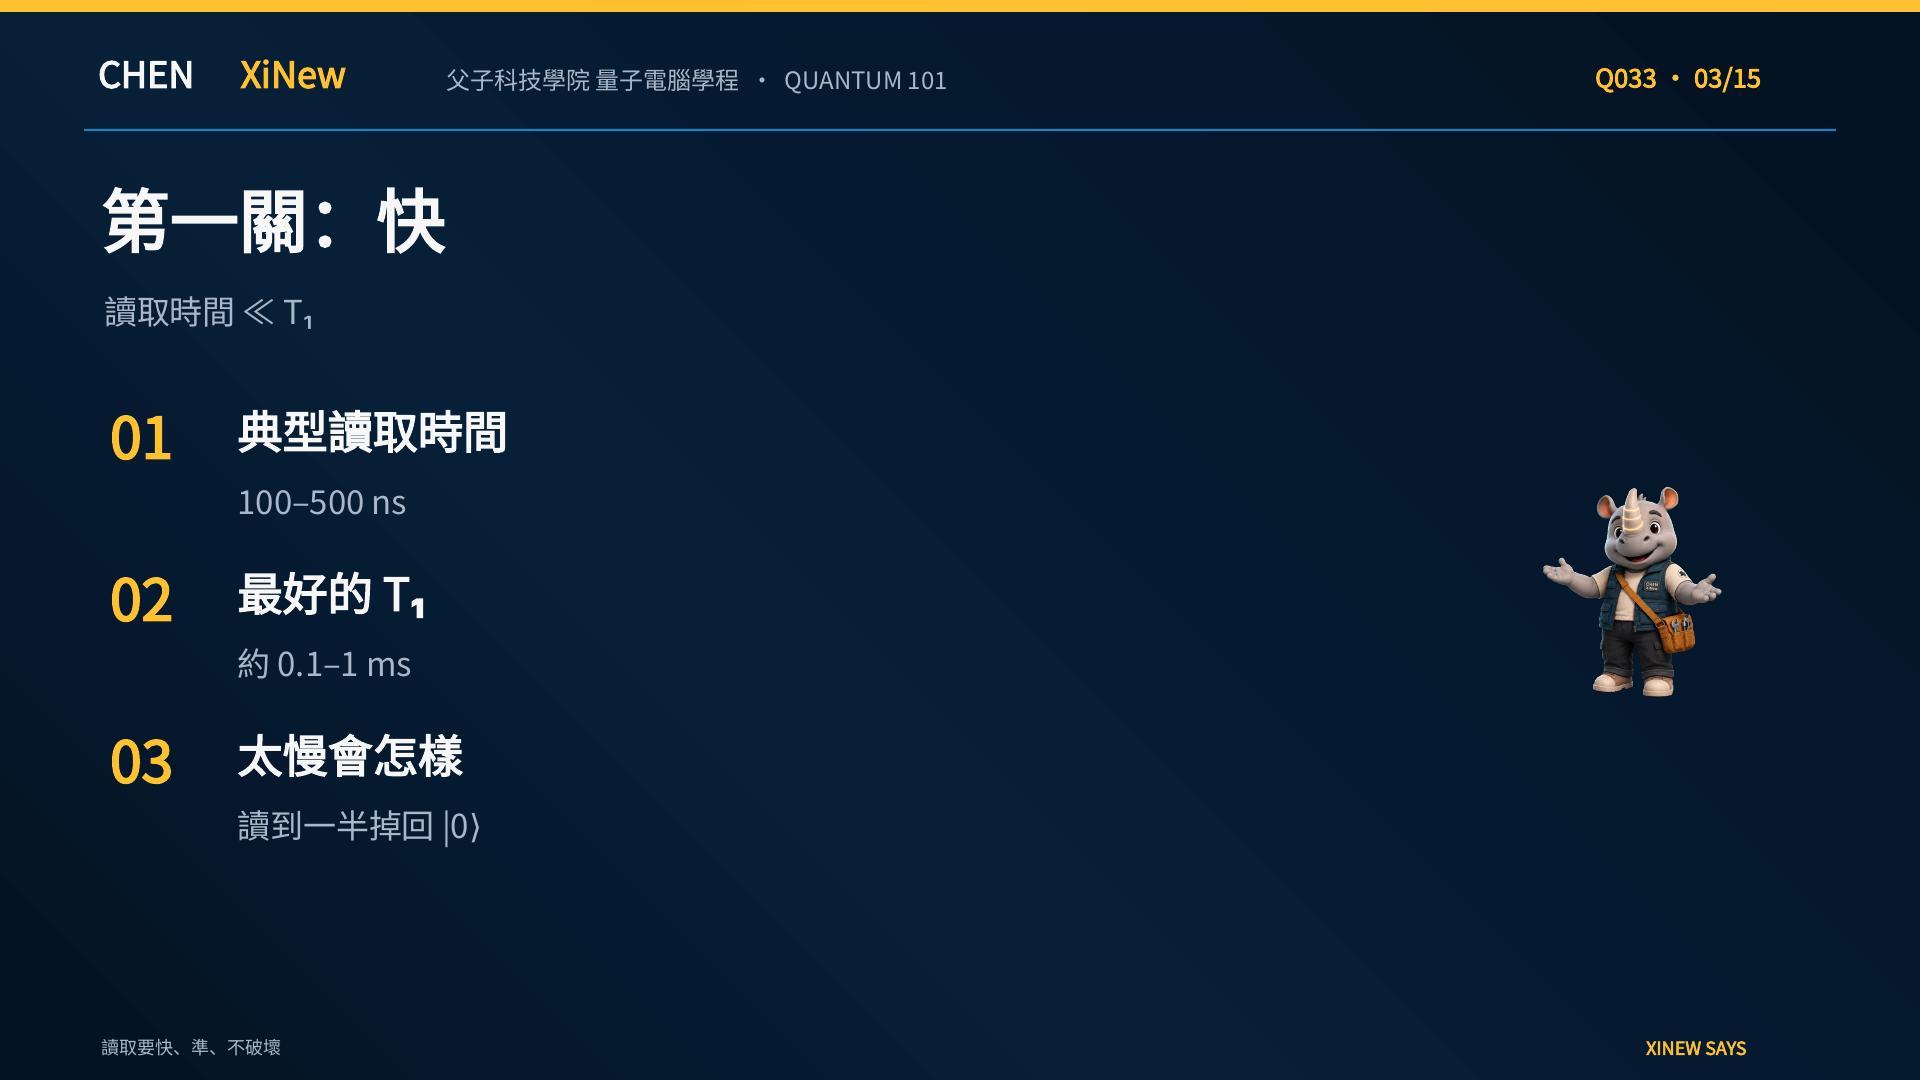 CHEN XiNew 父子科技學院 量子電腦學程 · QUANTUM 101 Q033 · 03/15
第一關：快
讀取時間 ≪ T₁
01 典型讀取時間
100–500 ns
02 最好的 T₁
約 0.1–1 ms
03 太慢會怎樣
讀到一半掉回 |0⟩
讀取要快、準、不破壞 XINEW SAYS